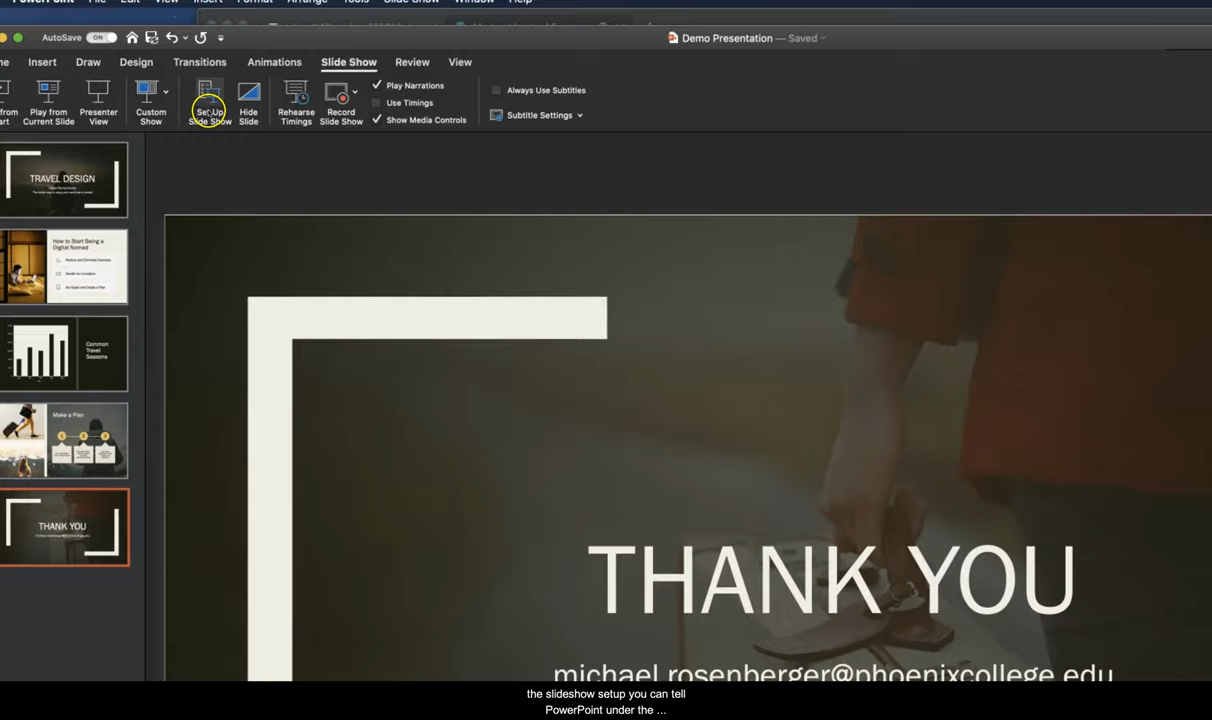 PowerPoint File Edit View Insert Format Arrange Tools Slide Show Window Help
AutoSave ON
Demo Presentation — Saved
Insert Draw Design Transitions Animations Slide Show Review View
Play from Current Slide
Presenter View
Custom Show
Set Up Slide Show
Hide Slide
Rehearse Timings
Record Slide Show
Play Narrations
Use Timings
Show Media Controls
Always Use Subtitles
Subtitle Settings
TRAVEL DESIGN
How to Start Being a
Digital Nomad
Common
Travel
Seasons
Make a Plan
1 2 3
THANK YOU
THANK YOU
michael.rosenberger@phoenixcollege.edu
the slideshow setup you can tell
PowerPoint under the ...